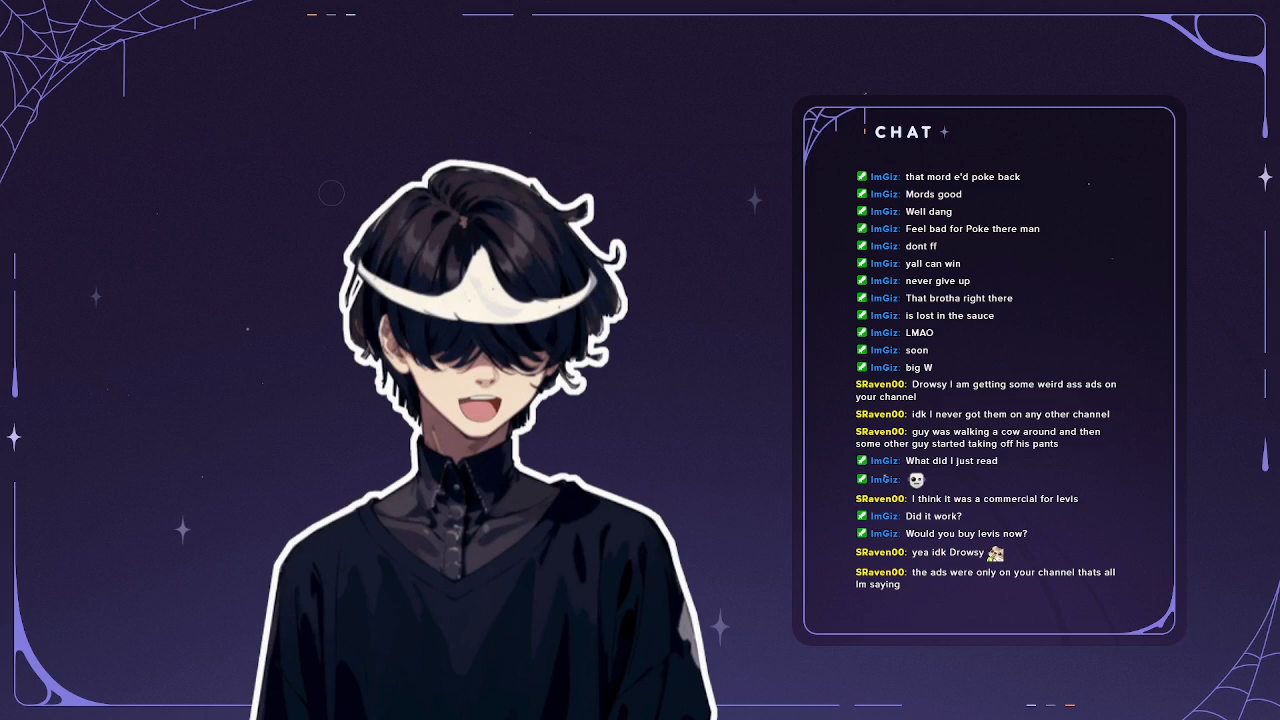 CHAT
ImGiz: that mord e'd poke back
ImGiz: Mords good
ImGiz: Well dang
ImGiz: Feel bad for Poke there man
ImGiz: dont ff
ImGiz: yall can win
ImGiz: never give up
ImGiz: That brotha right there
ImGiz: is lost in the sauce
ImGiz: LMAO
ImGiz: soon
ImGiz: big W
SRaven00: Drowsy I am getting some weird ass ads on
your channel
SRaven00: idk I never got them on any other channel
SRaven00: guy was walking a cow around and then
some other guy started taking off his pants
ImGiz: What did I just read
ImGiz:
SRaven00: I think it was a commercial for levis
ImGiz: Did it work?
ImGiz: Would you buy levis now?
SRaven00: yea idk Drowsy
SRaven00: the ads were only on your channel thats all
Im saying